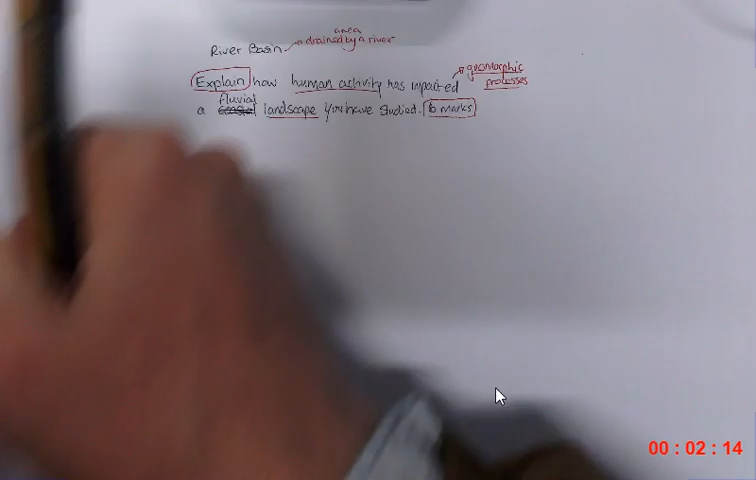 area
River Basin drained by a river
geomorphic
Explain how human activity has impacted processes
fluvial
a coastal landscape you have studied. 6 marks
00 : 02 : 14